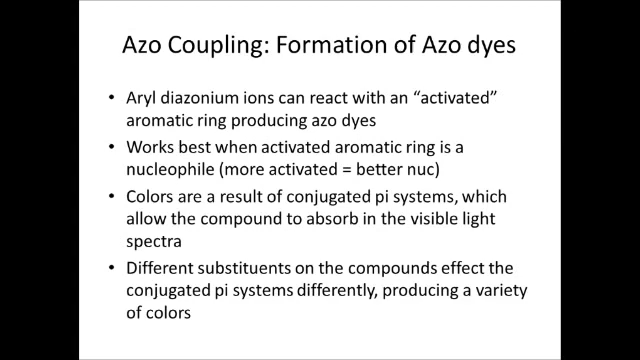 Azo Coupling: Formation of Azo dyes
• Aryl diazonium ions can react with an “activated”
aromatic ring producing azo dyes
• Works best when activated aromatic ring is a
nucleophile (more activated = better nuc)
• Colors are a result of conjugated pi systems, which
allow the compound to absorb in the visible light
spectra
• Different substituents on the compounds effect the
conjugated pi systems differently, producing a variety
of colors